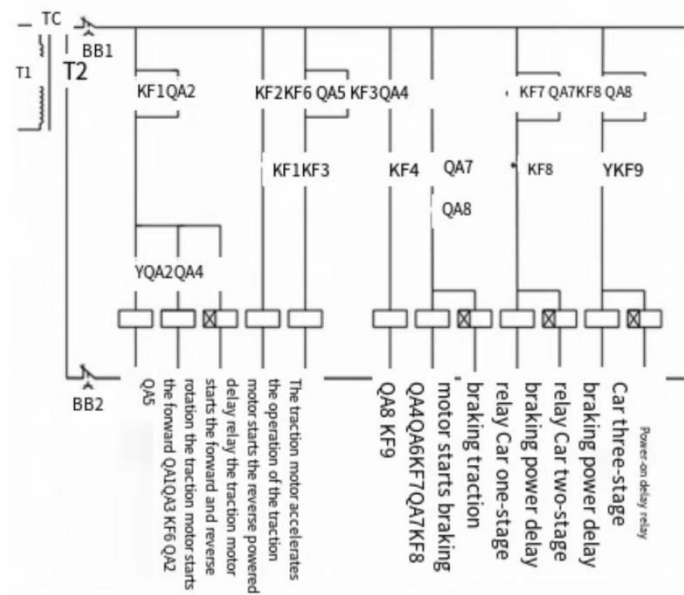 TC
BB1
T1 T2
KF1QA2 KF2KF6 QA5 KF3QA4 KF7 QA7KF8 QA8
KF1KF3 KF4 QA7 KF8 YKF9
QA8
YQA2QA4
BB2
The traction motor accelerates
the operation of the traction
motor starts the reverse powered
delay relay the traction motor
starts the forward and reverse
rotation the traction motor starts
the forward QA1QA3 KF6 QA2
QA5
QA8 KF9
Power-on delay relay
Car three-stage
braking power delay
relay Car two-stage
braking power delay
relay Car one-stage
braking traction
motor starts braking
QA4QA6KF7QA7KF8